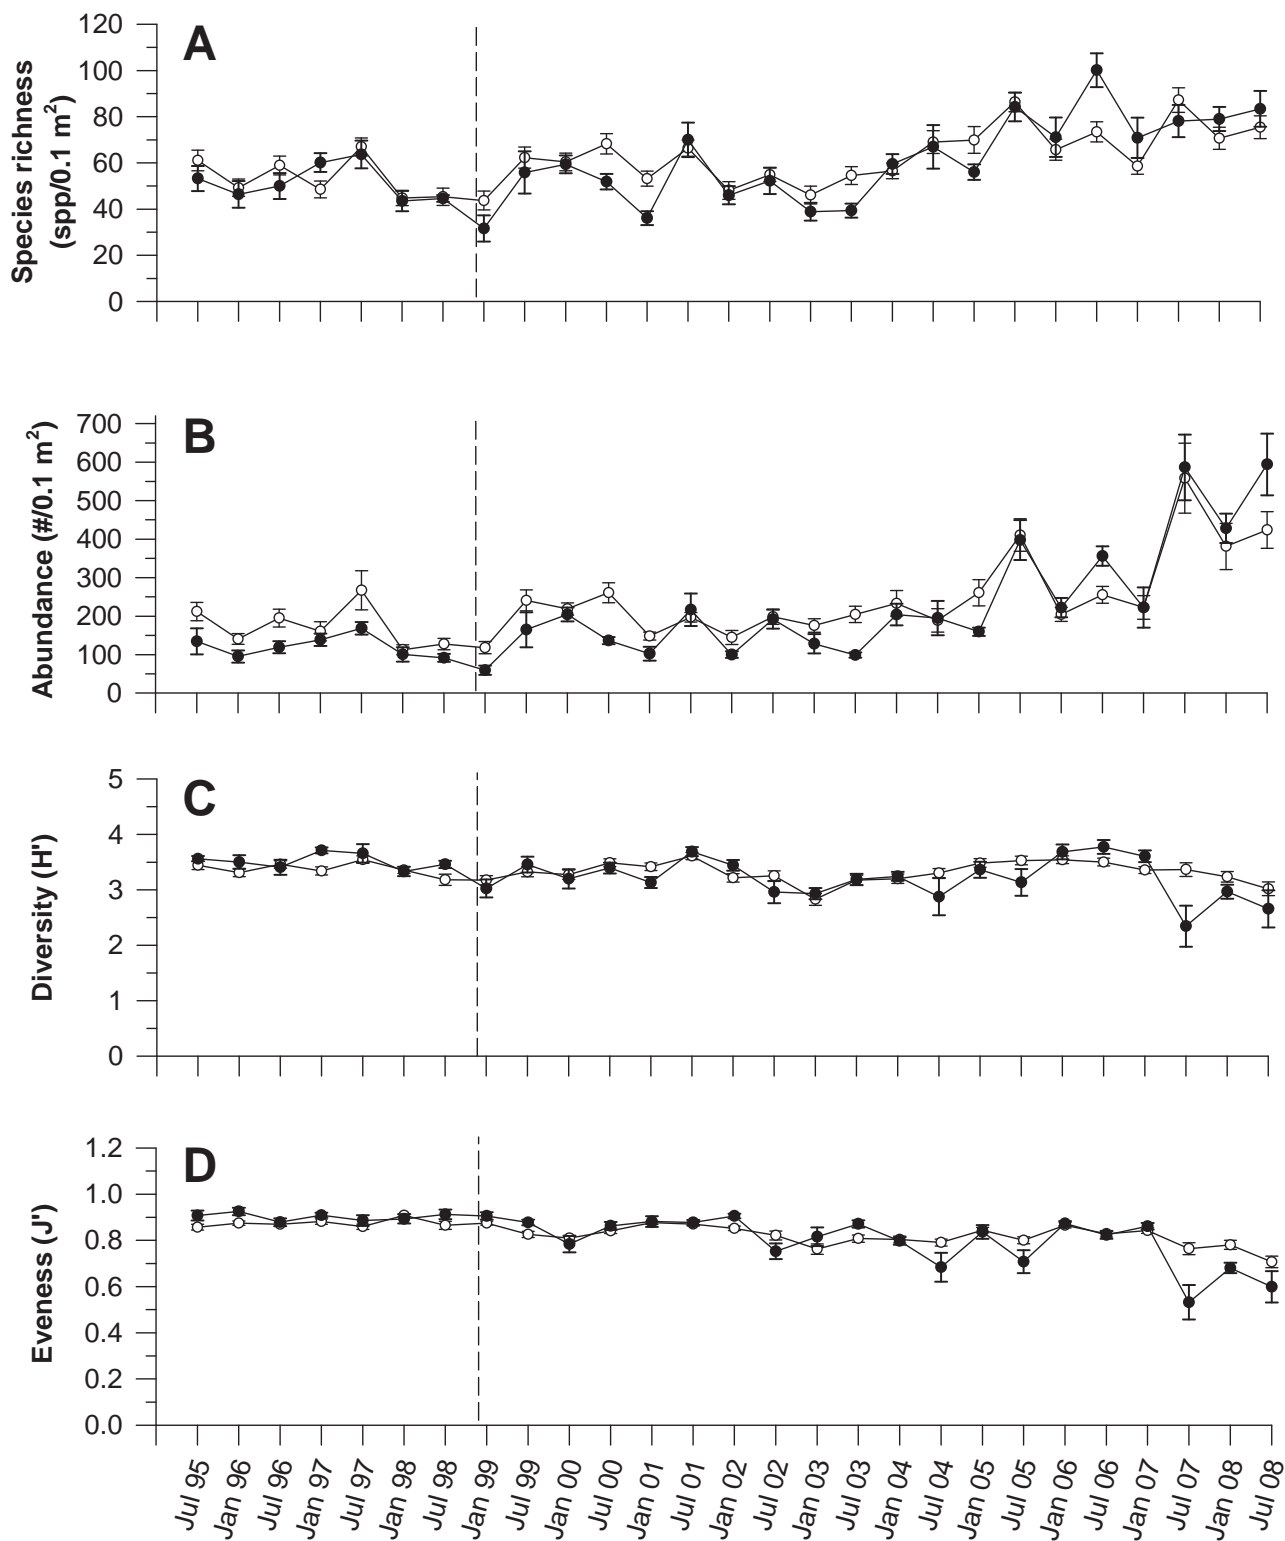 A
Species richness
(spp/0.1 m²)
120
100
80
60
40
20
0
B
Abundance (#/0.1 m²)
700
600
500
400
300
200
100
0
C
Diversity (H')
5
4
3
2
1
0
D
Eveness (J')
1.2
1.0
0.8
0.6
0.4
0.2
0.0
Jul 95
Jan 96
Jul 96
Jan 97
Jul 97
Jan 98
Jul 98
Jan 99
Jul 99
Jan 00
Jul 00
Jan 01
Jul 01
Jan 02
Jul 02
Jan 03
Jul 03
Jan 04
Jul 04
Jan 05
Jul 05
Jan 06
Jul 06
Jan 07
Jul 07
Jan 08
Jul 08